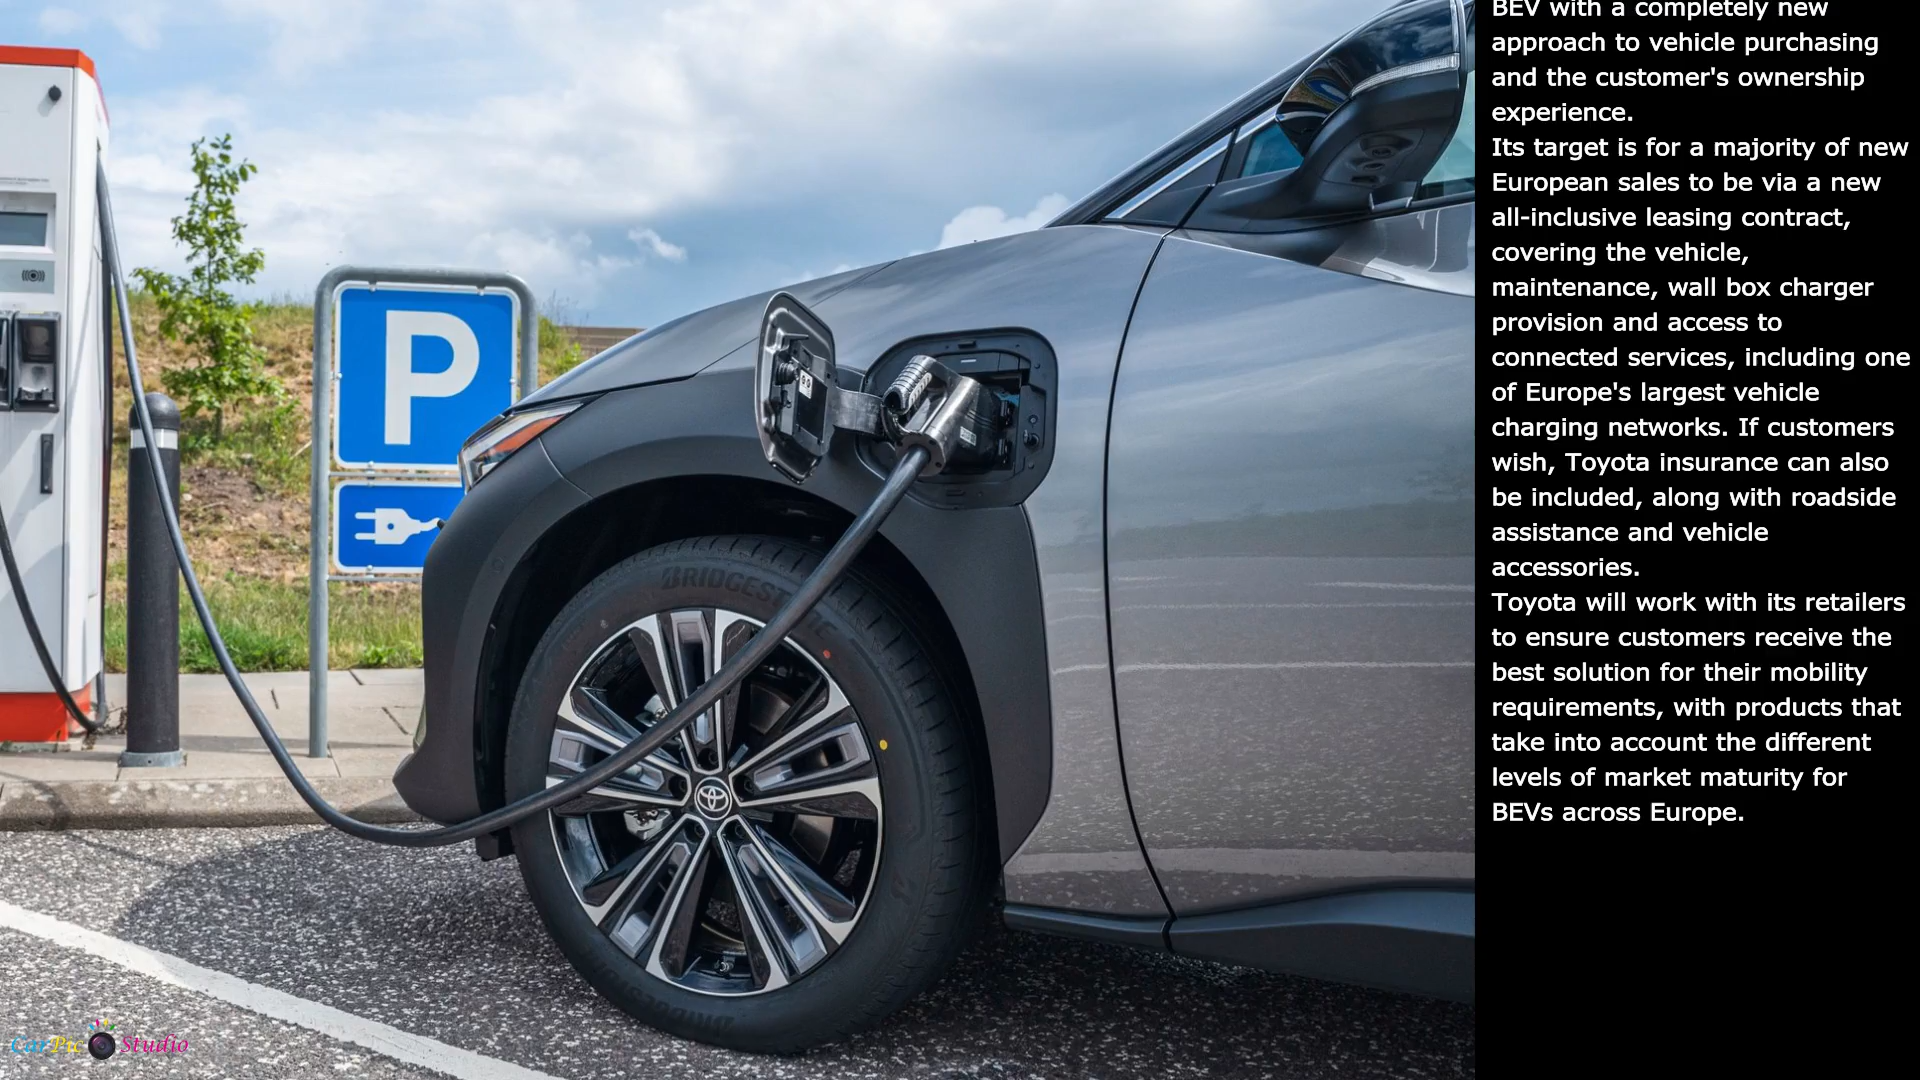 BEV with a completely new
approach to vehicle purchasing
and the customer's ownership
experience.
Its target is for a majority of new
European sales to be via a new
all-inclusive leasing contract,
covering the vehicle,
maintenance, wall box charger
provision and access to
connected services, including one
of Europe's largest vehicle
charging networks. If customers
wish, Toyota insurance can also
be included, along with roadside
assistance and vehicle
accessories.
Toyota will work with its retailers
to ensure customers receive the
best solution for their mobility
requirements, with products that
take into account the different
levels of market maturity for
BEVs across Europe.
P
BRIDGESTONE
CarPic Studio